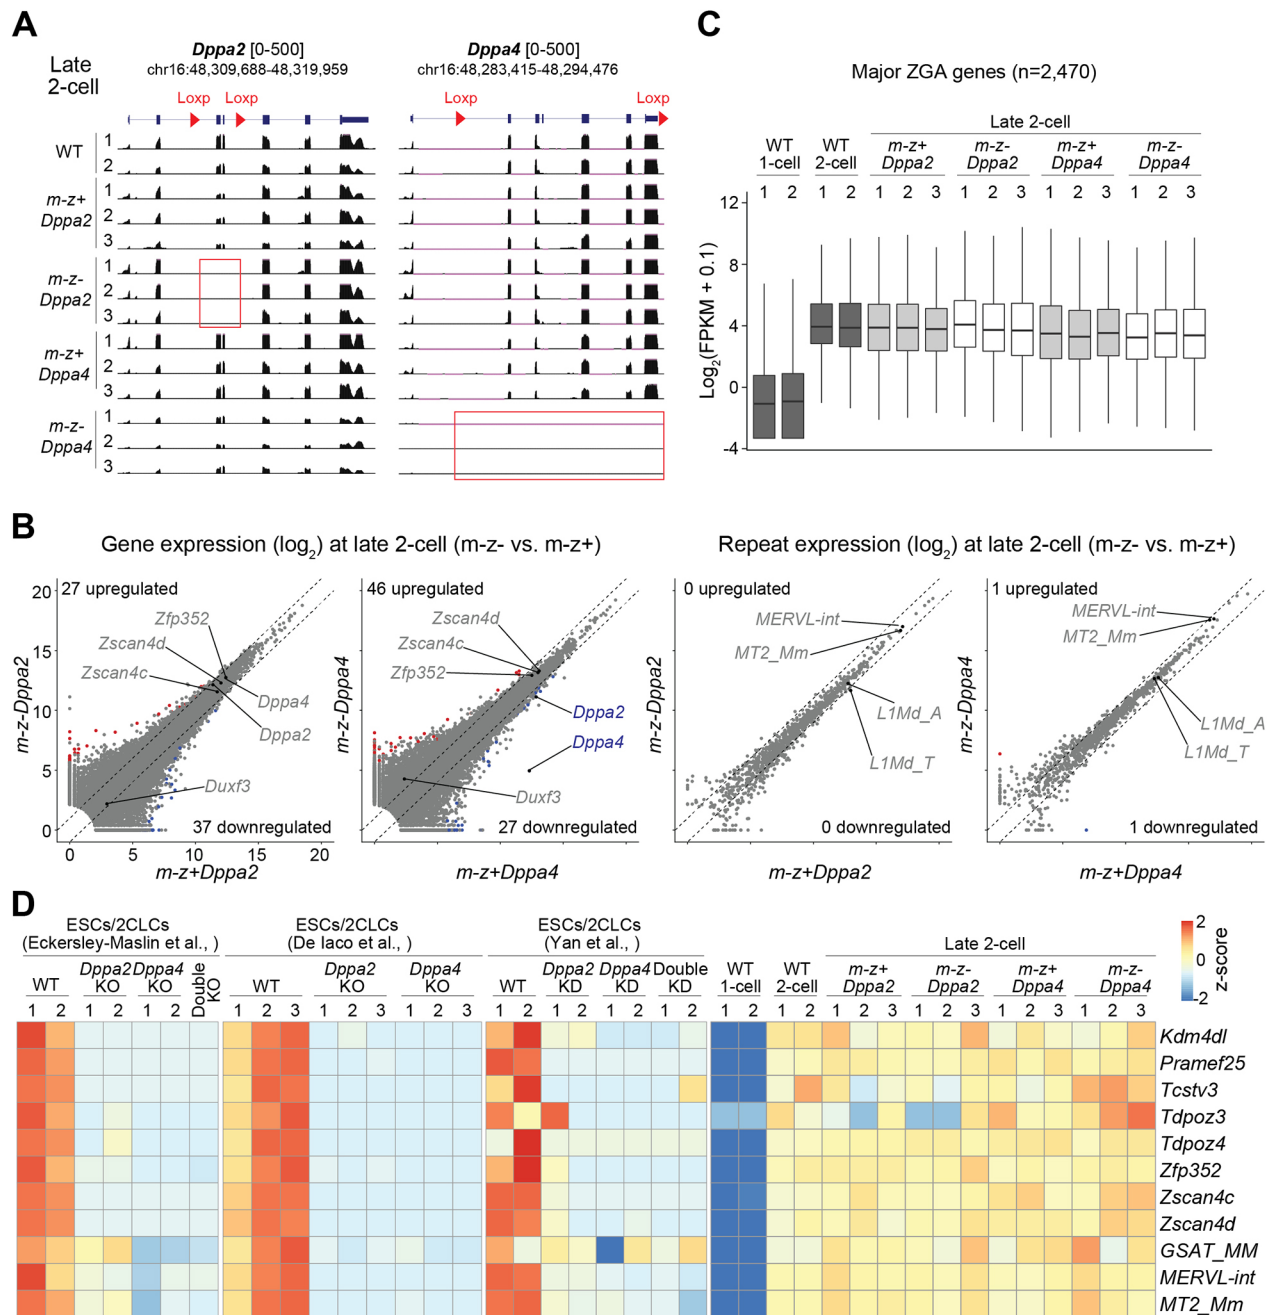 A
Late
2-cell
Dppa2 [0-500]
chr16:48,309,688-48,319,959
Dppa4 [0-500]
chr16:48,283,415-48,294,476
Loxp Loxp
Loxp Loxp
WT
1
2
m-z+
Dppa2
1
2
3
m-z-
Dppa2
1
2
3
m-z+
Dppa4
1
2
3
m-z-
Dppa4
1
2
3
C
Major ZGA genes (n=2,470)
Late 2-cell
WT
1-cell
WT
2-cell
m-z+
Dppa2
m-z-
Dppa2
m-z+
Dppa4
m-z-
Dppa4
1 2 1 2 1 2 3 1 2 3 1 2 3 1 2 3
Log2(FPKM + 0.1)
12
8
4
0
-4
B
Gene expression (log2) at late 2-cell (m-z- vs. m-z+)
m-z-Dppa2
20
15
10
5
0
27 upregulated
Zfp352
Zscan4d
Zscan4c
Dppa4
Dppa2
Duxf3
37 downregulated
0 5 10 15 20
m-z+Dppa2
m-z-Dppa4
46 upregulated
Zscan4d
Zscan4c
Zfp352
Dppa2
Dppa4
Duxf3
27 downregulated
m-z+Dppa4
Repeat expression (log2) at late 2-cell (m-z- vs. m-z+)
m-z-Dppa2
0 upregulated
MERVL-int
MT2_Mm
L1Md_A
L1Md_T
0 downregulated
m-z+Dppa2
m-z-Dppa4
1 upregulated
MERVL-int
MT2_Mm
L1Md_A
L1Md_T
1 downregulated
m-z+Dppa4
D
ESCs/2CLCs
(Eckersley-Maslin et al., )
WT
Dppa2
KO
Dppa4
KO
Double
KO
1 2 1 2 1 2
ESCs/2CLCs
(De Iaco et al., )
WT
Dppa2
KO
Dppa4
KO
1 2 3 1 2 3 1 2 3
ESCs/2CLCs
(Yan et al., )
WT
Dppa2
KD
Dppa4
KD
Double
KD
1 2 1 2 1 2 1 2
Late 2-cell
WT
1-cell
WT
2-cell
m-z+
Dppa2
m-z-
Dppa2
m-z+
Dppa4
m-z-
Dppa4
1 2 1 2 1 2 3 1 2 3 1 2 3 1 2 3
2
0
-2
z-score
Kdm4dl
Pramef25
Tcstv3
Tdpoz3
Tdpoz4
Zfp352
Zscan4c
Zscan4d
GSAT_MM
MERVL-int
MT2_Mm